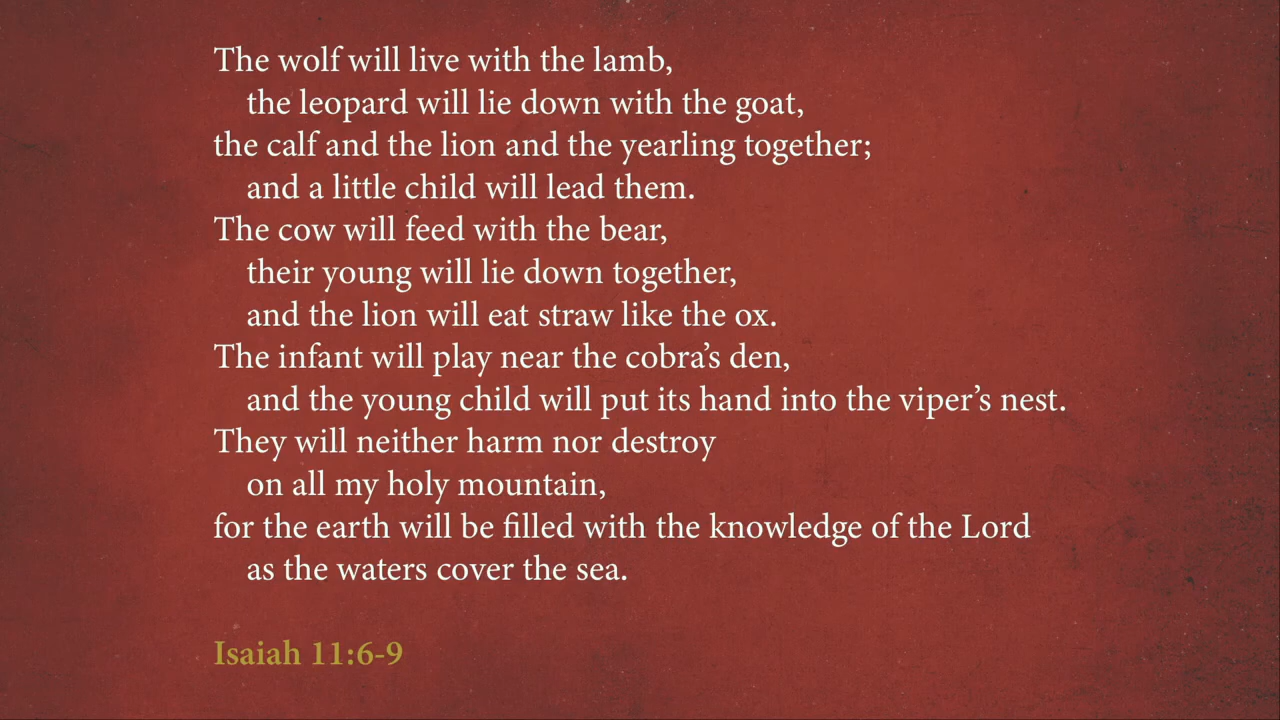 The wolf will live with the lamb,
the leopard will lie down with the goat,
the calf and the lion and the yearling together;
and a little child will lead them.
The cow will feed with the bear,
their young will lie down together,
and the lion will eat straw like the ox.
The infant will play near the cobra’s den,
and the young child will put its hand into the viper’s nest.
They will neither harm nor destroy
on all my holy mountain,
for the earth will be filled with the knowledge of the Lord
as the waters cover the sea.
Isaiah 11:6-9